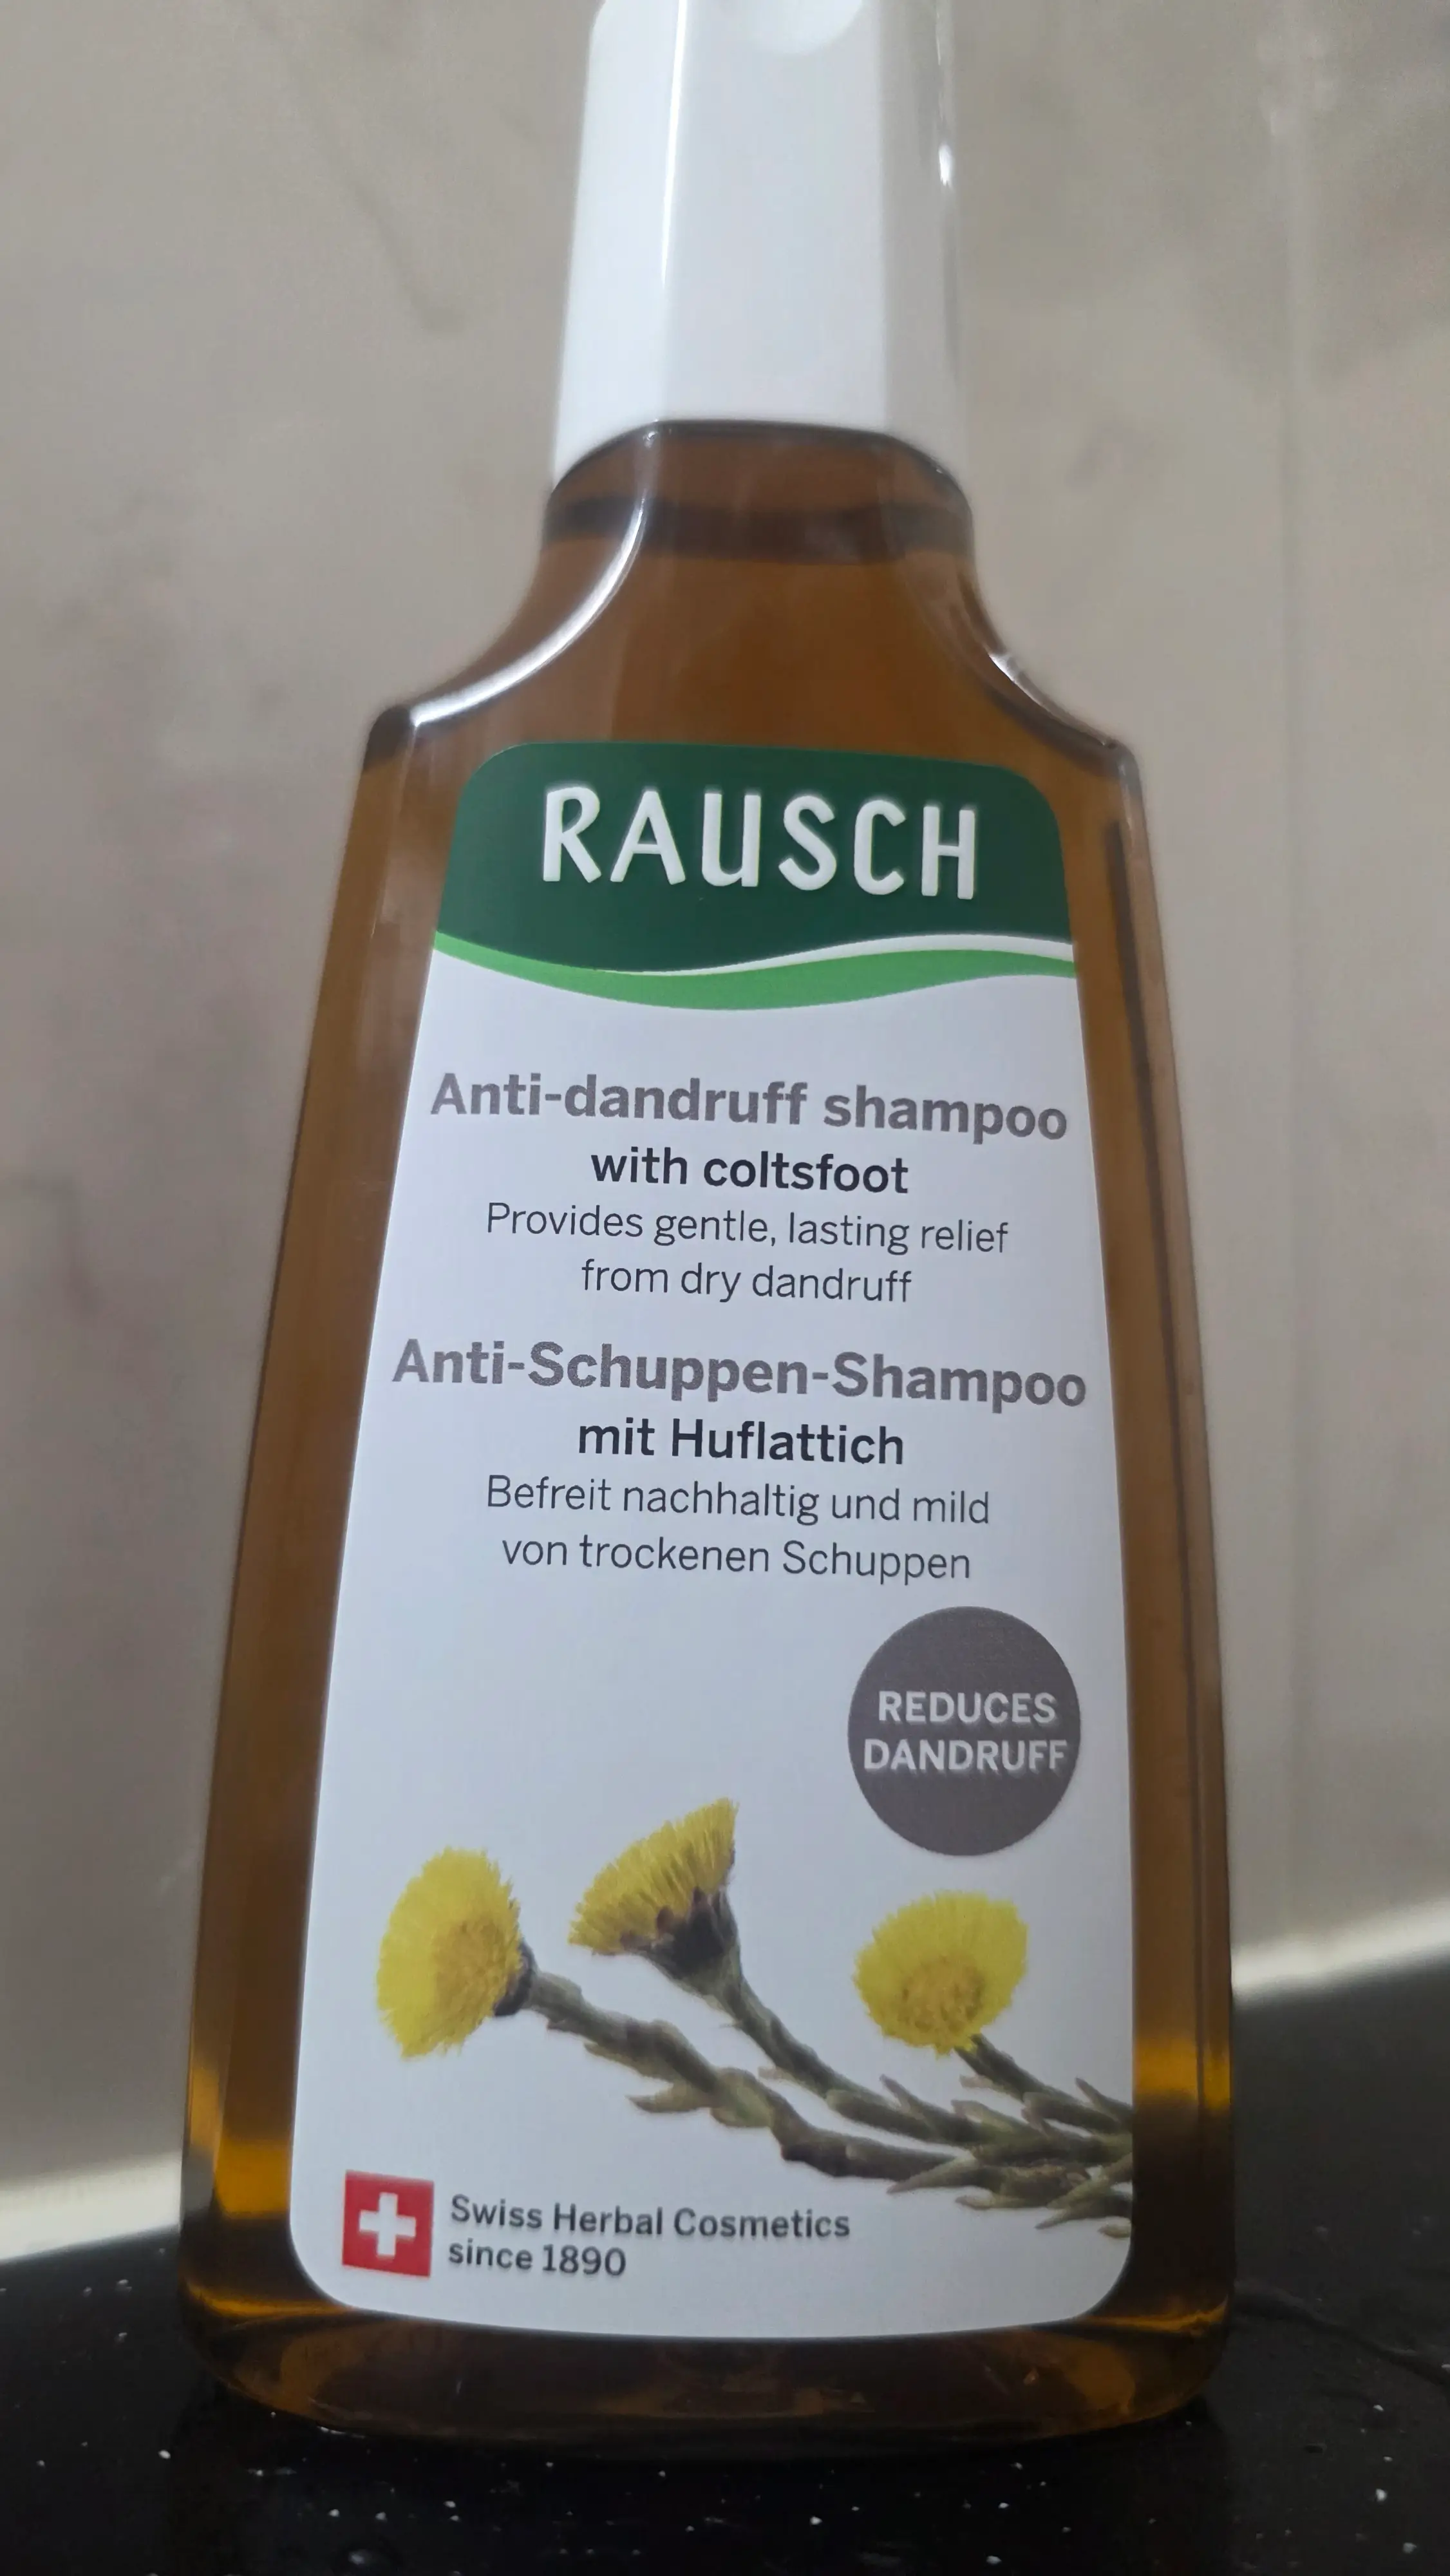 RAUSCH
Anti-dandruff shampoo
with coltsfoot
Provides gentle, lasting relief
from dry dandruff
Anti-Schuppen-Shampoo
mit Huflattich
Befreit nachhaltig und mild
von trockenen Schuppen
REDUCES
DANDRUFF
Swiss Herbal Cosmetics
since 1890